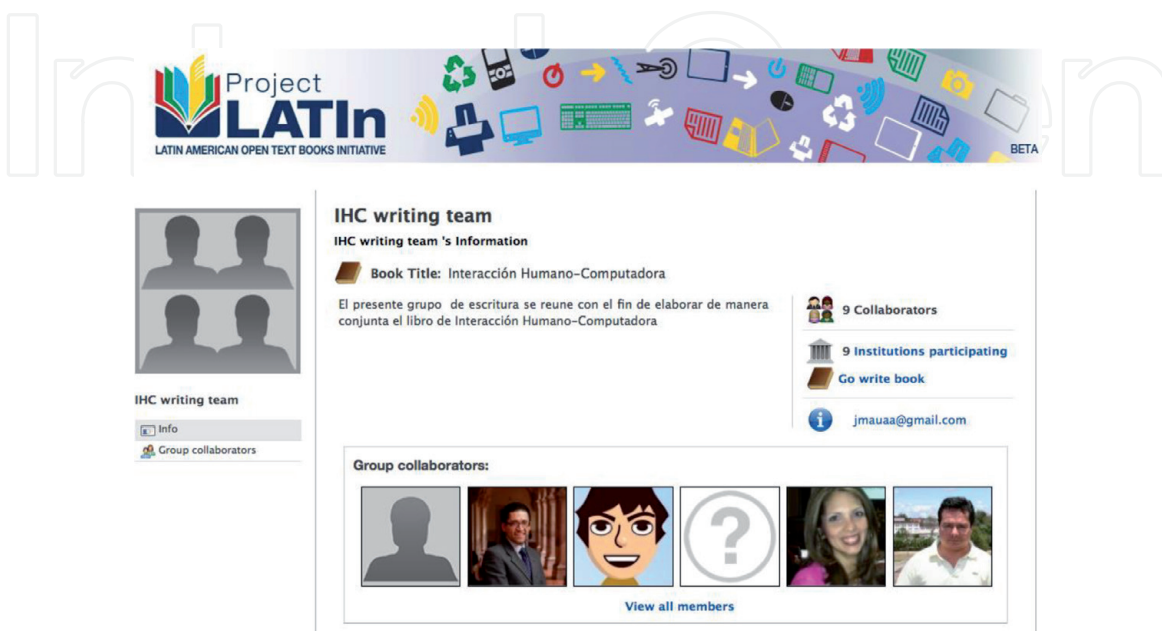 IntechOpen
Project
LATIn
LATIN AMERICAN OPEN TEXT BOOKS INITIATIVE
BETA
IHC writing team
IHC writing team 's Information
Book Title: Interacción Humano-Computadora
El presente grupo de escritura se reune con el fin de elaborar de manera
conjunta el libro de Interacción Humano-Computadora
9 Collaborators
9 Institutions participating
Go write book
jmauaa@gmail.com
IHC writing team
Info
Group collaborators
Group collaborators:
?
View all members